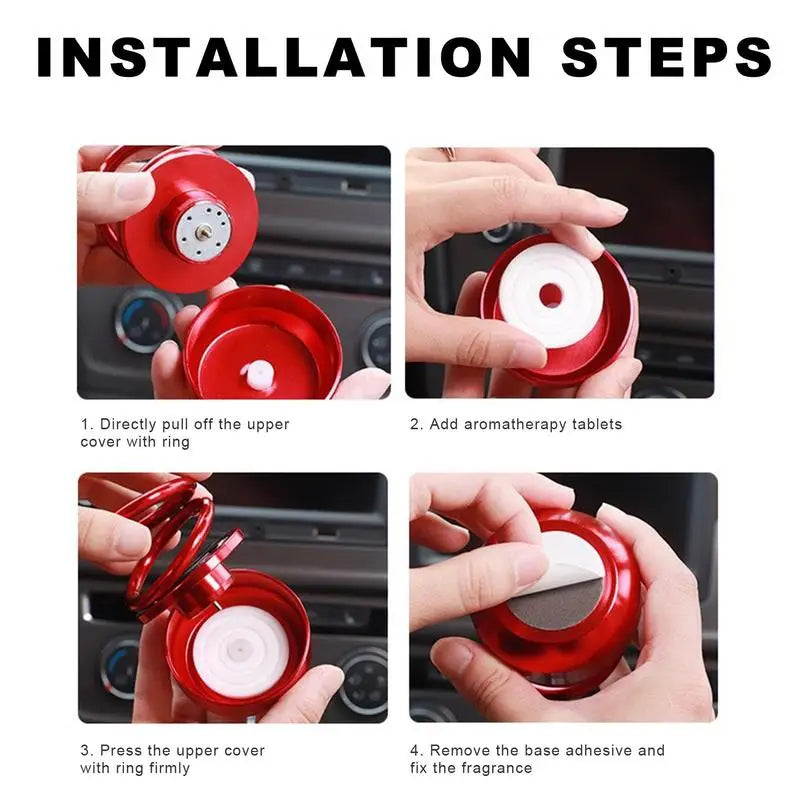 INSTALLATION STEPS
1. Directly pull off the upper
cover with ring
2. Add aromatherapy tablets
3. Press the upper cover
with ring firmly
4. Remove the base adhesive and
fix the fragrance